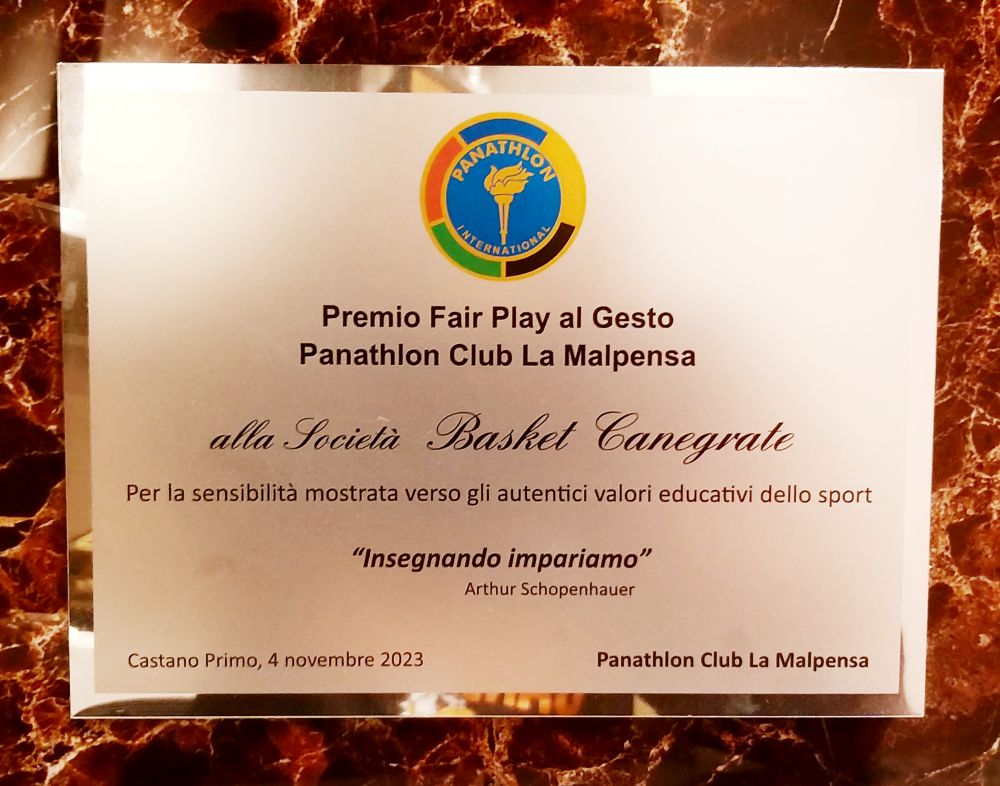 PANATHLON
INTERNATIONAL
Premio Fair Play al Gesto
Panathlon Club La Malpensa
alla Società Basket Canegrate
Per la sensibilità mostrata verso gli autentici valori educativi dello sport
“Insegnando impariamo”
Arthur Schopenhauer
Castano Primo, 4 novembre 2023
Panathlon Club La Malpensa